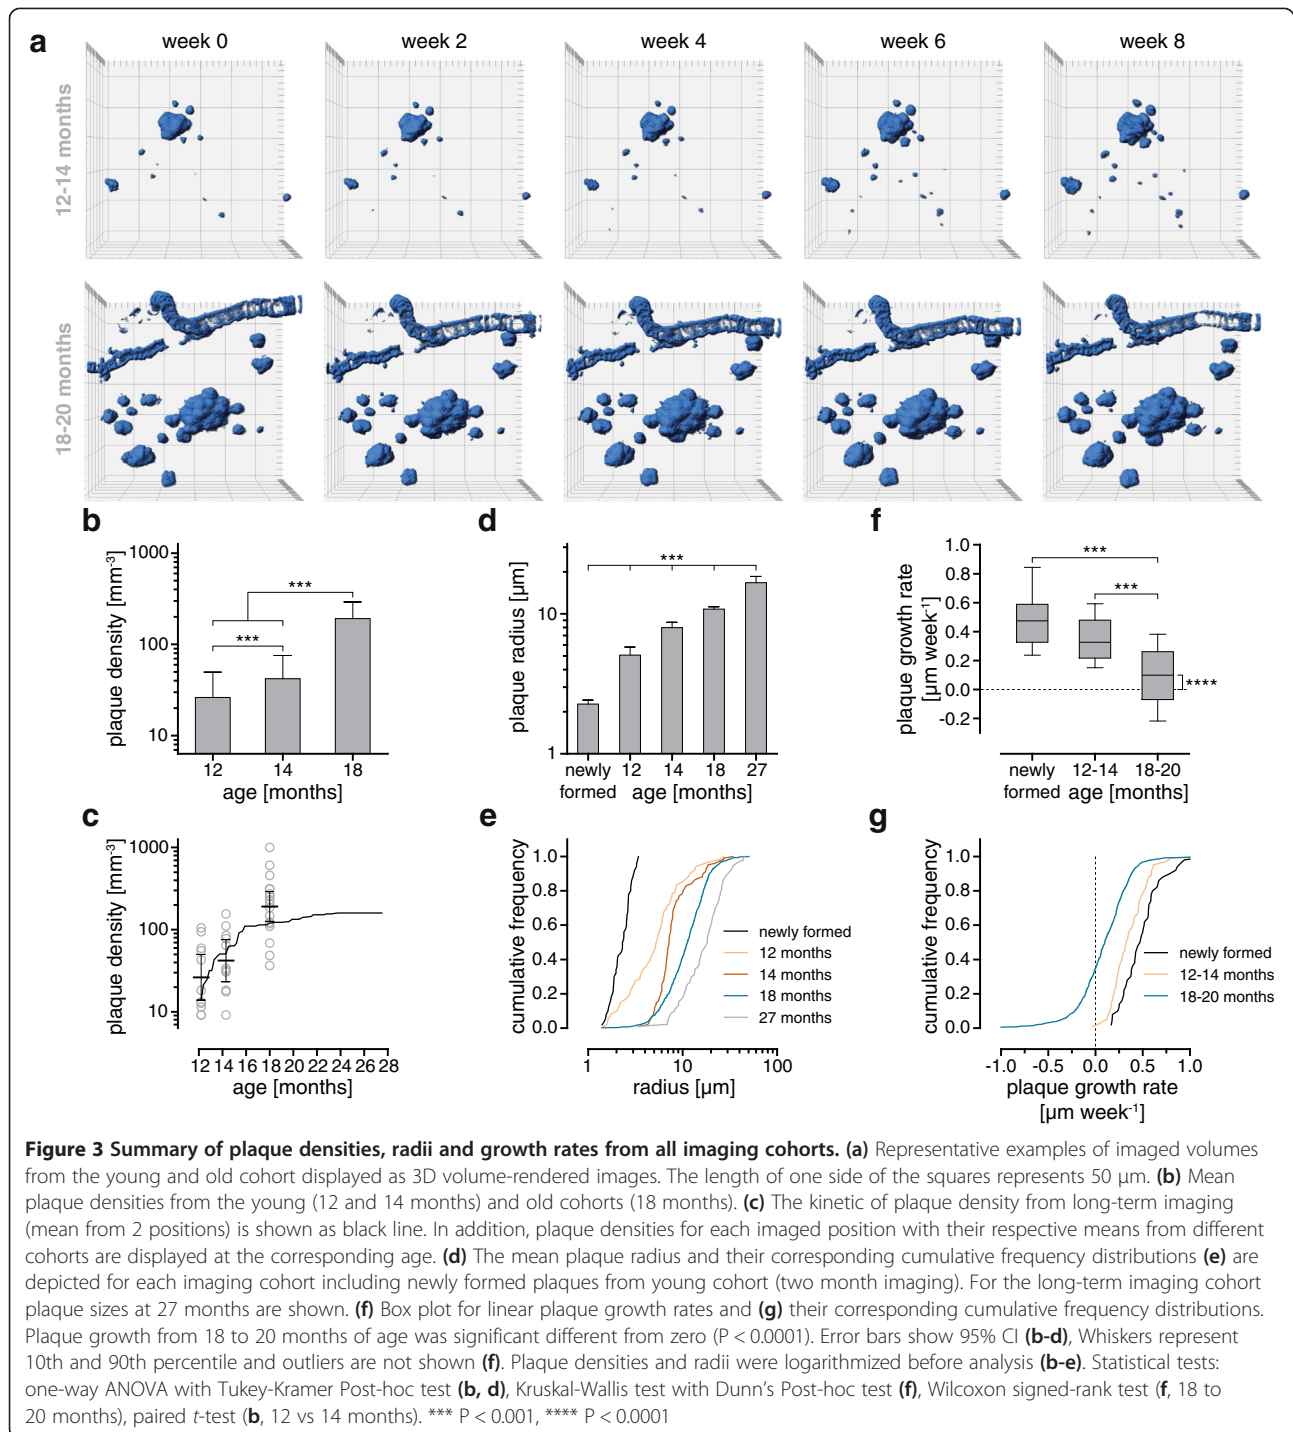 a
week 0
week 2
week 4
week 6
week 8
12-14 months
18-20 months
b
plaque density [mm⁻³]
1000
100
10
***
***
12
14
18
age [months]
d
plaque radius [µm]
10
1
***
newly formed
12
14
18
27
age [months]
f
plaque growth rate
[µm week⁻¹]
1.0
0.8
0.6
0.4
0.2
0.0
-0.2
***
***
****
newly formed
12-14
18-20
age [months]
c
plaque density [mm⁻³]
1000
100
10
12 14 16 18 20 22 24 26 28
age [months]
e
cumulative frequency
1.0
0.8
0.6
0.4
0.2
0.0
newly formed
12 months
14 months
18 months
27 months
1
10
100
radius [µm]
g
cumulative frequency
1.0
0.8
0.6
0.4
0.2
0.0
newly formed
12-14 months
18-20 months
-1.0
-0.5
0.0
0.5
1.0
plaque growth rate
[µm week⁻¹]
Figure 3 Summary of plaque densities, radii and growth rates from all imaging cohorts. (a) Representative examples of imaged volumes
from the young and old cohort displayed as 3D volume-rendered images. The length of one side of the squares represents 50 µm. (b) Mean
plaque densities from the young (12 and 14 months) and old cohorts (18 months). (c) The kinetic of plaque density from long-term imaging
(mean from 2 positions) is shown as black line. In addition, plaque densities for each imaged position with their respective means from different
cohorts are displayed at the corresponding age. (d) The mean plaque radius and their corresponding cumulative frequency distributions (e) are
depicted for each imaging cohort including newly formed plaques from young cohort (two month imaging). For the long-term imaging cohort
plaque sizes at 27 months are shown. (f) Box plot for linear plaque growth rates and (g) their corresponding cumulative frequency distributions.
Plaque growth from 18 to 20 months of age was significant different from zero (P < 0.0001). Error bars show 95% CI (b-d), Whiskers represent
10th and 90th percentile and outliers are not shown (f). Plaque densities and radii were logarithmized before analysis (b-e). Statistical tests:
one-way ANOVA with Tukey-Kramer Post-hoc test (b, d), Kruskal-Wallis test with Dunn's Post-hoc test (f), Wilcoxon signed-rank test (f, 18 to
20 months), paired t-test (b, 12 vs 14 months). *** P < 0.001, **** P < 0.0001